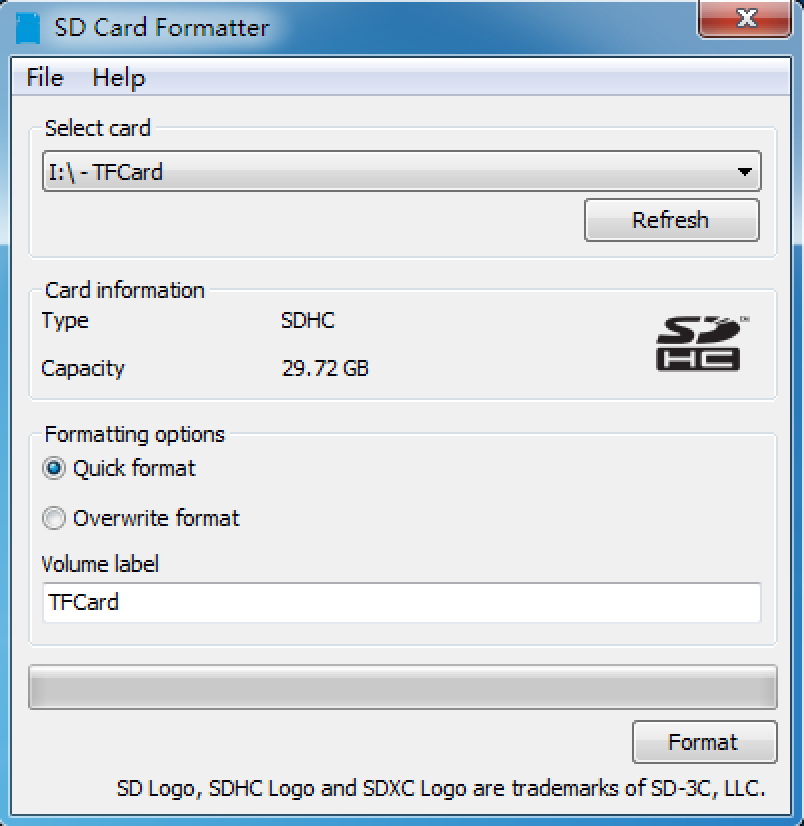 SD Card Formatter
File Help
Select card
I:\ - TFCard
Refresh
Card information
Type SDHC
SD HC ™
Capacity 29.72 GB
Formatting options
Quick format
Overwrite format
Volume label
TFCard
Format
SD Logo, SDHC Logo and SDXC Logo are trademarks of SD-3C, LLC.